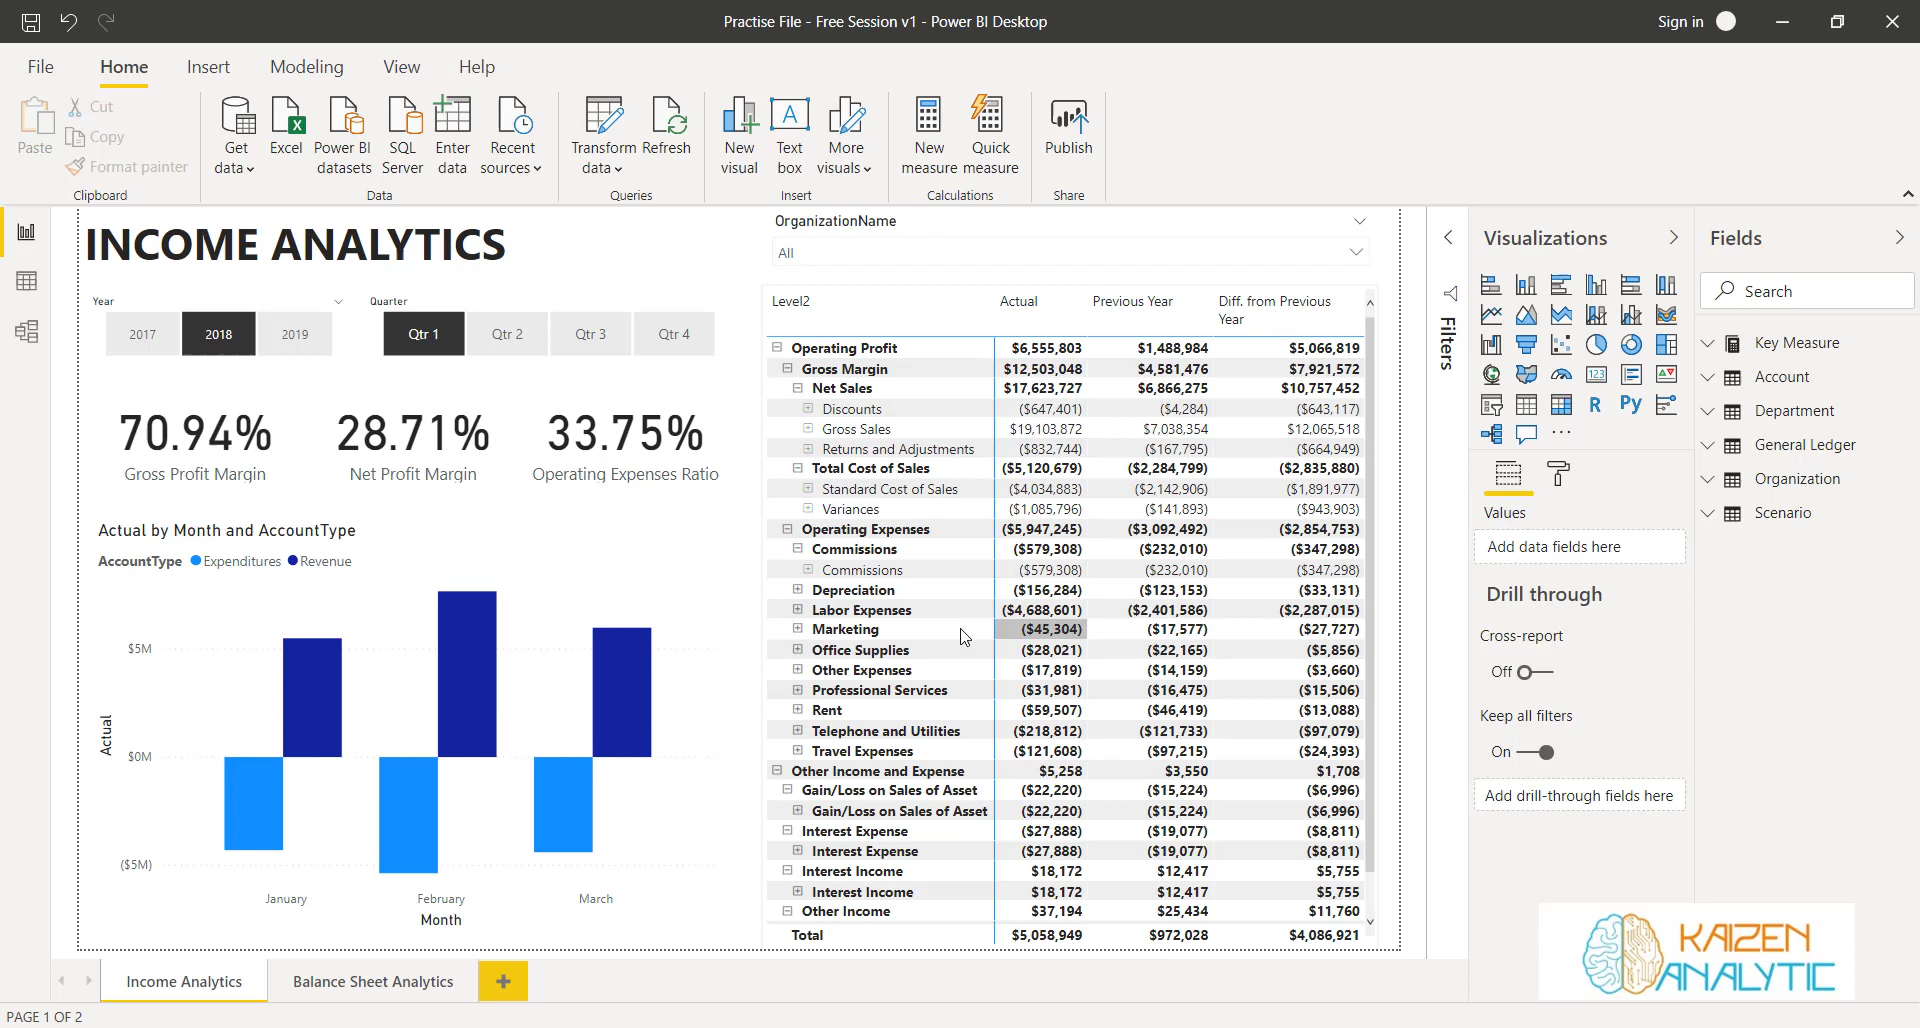 Practise File - Free Session v1 - Power BI Desktop
Sign in
File
Home
Insert
Modeling
View
Help
Paste
Cut
Copy
Format painter
Clipboard
Get data
Excel
Power BI datasets
SQL Server
Enter data
Recent sources
Data
Transform data
Refresh
Queries
New visual
Text box
More visuals
Insert
New measure
Quick measure
Calculations
Publish
Share
INCOME ANALYTICS
OrganizationName
All
Year
2017
2018
2019
Quarter
Qtr 1
Qtr 2
Qtr 3
Qtr 4
70.94%
Gross Profit Margin
28.71%
Net Profit Margin
33.75%
Operating Expenses Ratio
Actual by Month and AccountType
AccountType Expenditures Revenue
Actual
$5M
$0M
($5M)
January
February
March
Month
Level2 Actual Previous Year Diff. from Previous Year
Operating Profit $6,555,803 $1,488,984 $5,066,819
Gross Margin $12,503,048 $4,581,476 $7,921,572
Net Sales $17,623,727 $6,866,275 $10,757,452
Discounts ($647,401) ($4,284) ($643,117)
Gross Sales $19,103,872 $7,038,354 $12,065,518
Returns and Adjustments ($832,744) ($167,795) ($664,949)
Total Cost of Sales ($5,120,679) ($2,284,799) ($2,835,880)
Standard Cost of Sales ($4,034,883) ($2,142,906) ($1,891,977)
Variances ($1,085,796) ($141,893) ($943,903)
Operating Expenses ($5,947,245) ($3,092,492) ($2,854,753)
Commissions ($579,308) ($232,010) ($347,298)
Commissions ($579,308) ($232,010) ($347,298)
Depreciation ($156,284) ($123,153) ($33,131)
Labor Expenses ($4,688,601) ($2,401,586) ($2,287,015)
Marketing ($45,304) ($17,577) ($27,727)
Office Supplies ($28,021) ($22,165) ($5,856)
Other Expenses ($17,819) ($14,159) ($3,660)
Professional Services ($31,981) ($16,475) ($15,506)
Rent ($59,507) ($46,419) ($13,088)
Telephone and Utilities ($218,812) ($121,733) ($97,079)
Travel Expenses ($121,608) ($97,215) ($24,393)
Other Income and Expense $5,258 $3,550 $1,708
Gain/Loss on Sales of Asset ($22,220) ($15,224) ($6,996)
Gain/Loss on Sales of Asset ($22,220) ($15,224) ($6,996)
Interest Expense ($27,888) ($19,077) ($8,811)
Interest Expense ($27,888) ($19,077) ($8,811)
Interest Income $18,172 $12,417 $5,755
Interest Income $18,172 $12,417 $5,755
Other Income $37,194 $25,434 $11,760
Total $5,058,949 $972,028 $4,086,921
Filters
Visualizations
123
R
Py
...
Values
Add data fields here
Drill through
Cross-report
Off
Keep all filters
On
Add drill-through fields here
Fields
Search
Key Measure
Account
Department
General Ledger
Organization
Scenario
KAIZEN
ANALYTIC
Income Analytics
Balance Sheet Analytics
PAGE 1 OF 2